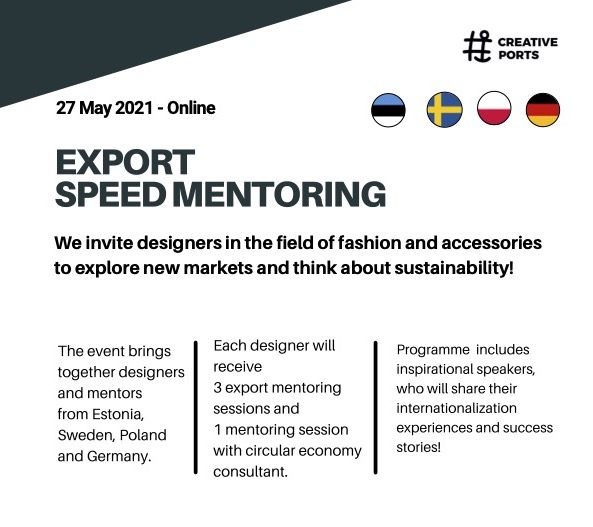 CREATIVE
PORTS
27 May 2021 - Online
EXPORT
SPEED MENTORING
We invite designers in the field of fashion and accessories
to explore new markets and think about sustainability!
The event brings
together designers
and mentors
from Estonia,
Sweden, Poland
and Germany.
Each designer will
receive
3 export mentoring
sessions and
1 mentoring session
with circular economy
consultant.
Programme includes
inspirational speakers,
who will share their
internationalization
experiences and success
stories!